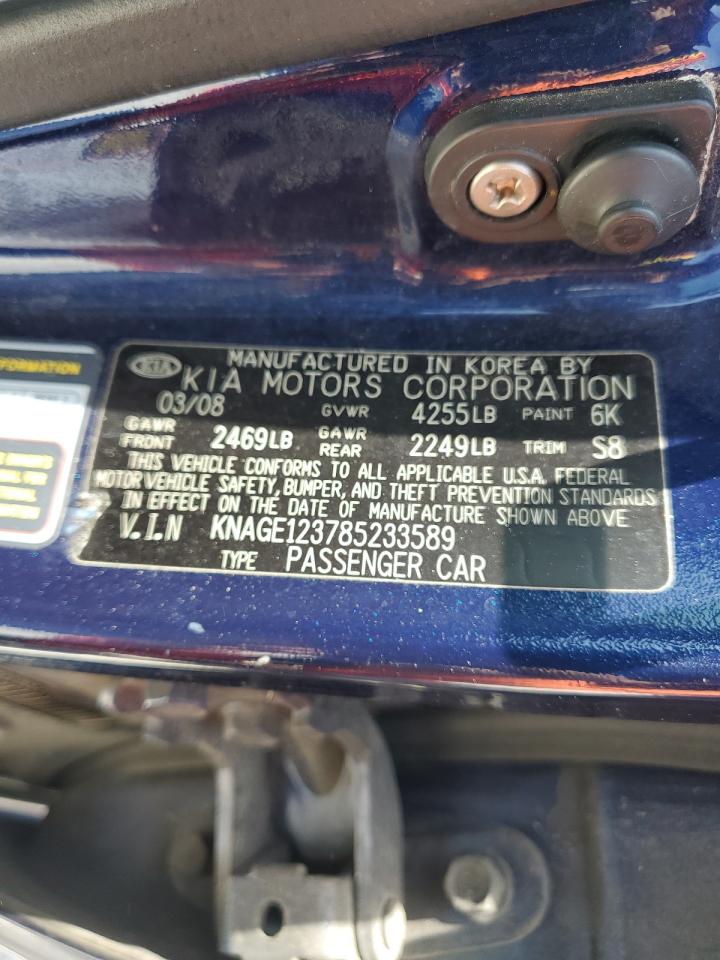 KIA
MANUFACTURED IN KOREA BY
KIA MOTORS CORPORATION
03/08 GVWR 4255LB PAINT 6K
GAWR FRONT 2469LB GAWR REAR 2249LB TRIM S8
THIS VEHICLE CONFORMS TO ALL APPLICABLE U.S.A. FEDERAL
MOTOR VEHICLE SAFETY, BUMPER, AND THEFT PREVENTION STANDARDS
IN EFFECT ON THE DATE OF MANUFACTURE SHOWN ABOVE
V.I.N KNAGE123785233589
TYPE PASSENGER CAR